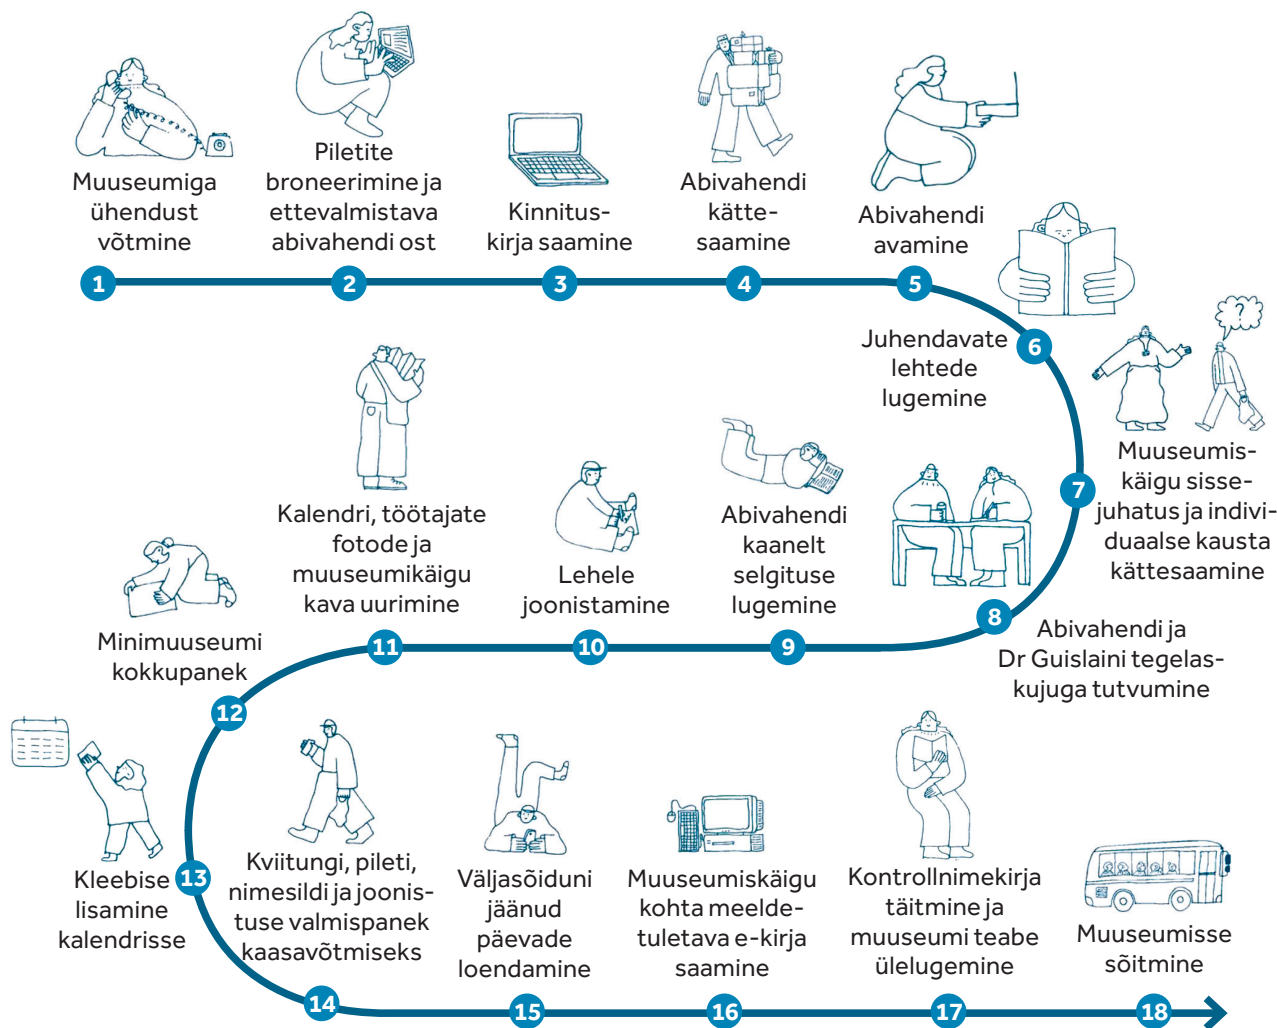 Muuseumiga
ühendust
võtmine
1
Piletite
broneerimine ja
ettevalmistava
abivahendi ost
2
Kinnitus-
kirja saamine
3
Abivahendi
kätte-
saamine
4
Abivahendi
avamine
5
Juhendavate
lehtede
lugemine
6
?
Muuseumis-
käigu sisse-
juhatus ja indivi-
duaalse kausta
kättesaamine
7
Abivahendi ja
Dr Guislaini tegelas-
kujuga tutvumine
8
Abivahendi
kaanelt
selgituse
lugemine
9
Lehele
joonistamine
10
Kalendri, töötajate
fotode ja
muuseumikäigu
kava uurimine
11
Minimuuseumi
kokkupanek
12
Kleebise
lisamine
kalendrisse
13
Kviitungi, pileti,
nimesildi ja joonis-
tuse valmispanek
kaasavõtmiseks
14
Väljasõiduni
jäänud
päevade
loendamine
15
Muuseumiskäigu
kohta meelde-
tuletava e-kirja
saamine
16
Kontrollnimekirja
täitmine ja
muuseumi teabe
ülelugemine
17
Muuseumisse
sõitmine
18